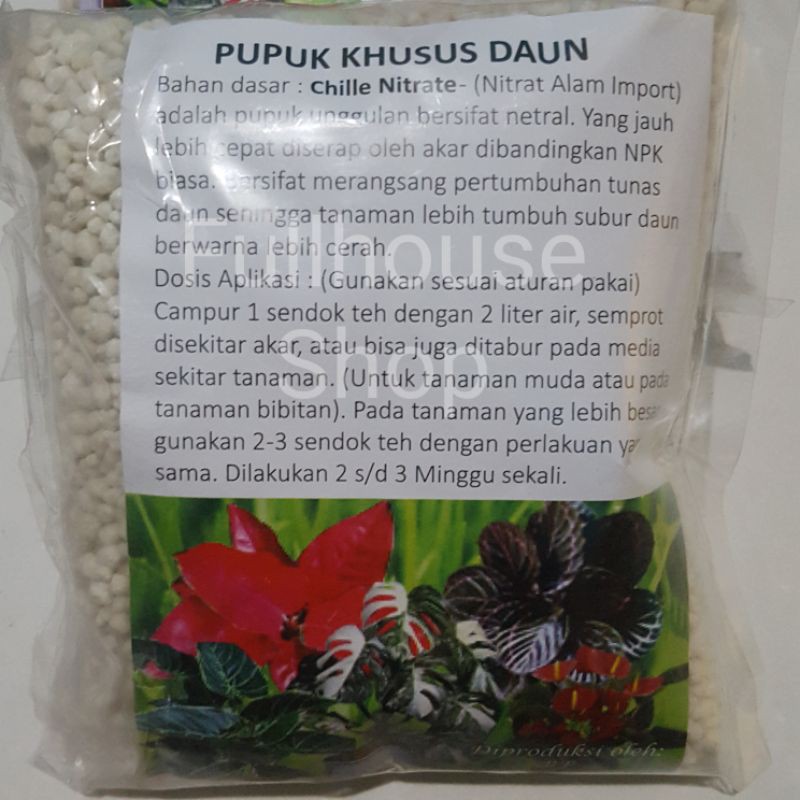 PUPUK KHUSUS DAUN
Bahan dasar : Chille Nitrate- (Nitrat Alam Import)
adalah pupuk unggulan bersifat netral. Yang jauh
lebih cepat diserap oleh akar dibandingkan NPK
biasa. Bersifat merangsang pertumbuhan tunas
daun sehingga tanaman lebih tumbuh subur daun
berwarna lebih cerah.
Fullhouse
Dosis Aplikasi : (Gunakan sesuai aturan pakai)
Campur 1 sendok teh dengan 2 liter air, semprot
disekitar akar, atau bisa juga ditabur pada media
Shop
sekitar tanaman. (Untuk tanaman muda atau pada
tanaman bibitan). Pada tanaman yang lebih besar
gunakan 2-3 sendok teh dengan perlakuan yang
sama. Dilakukan 2 s/d 3 Minggu sekali.
Diproduksi oleh: